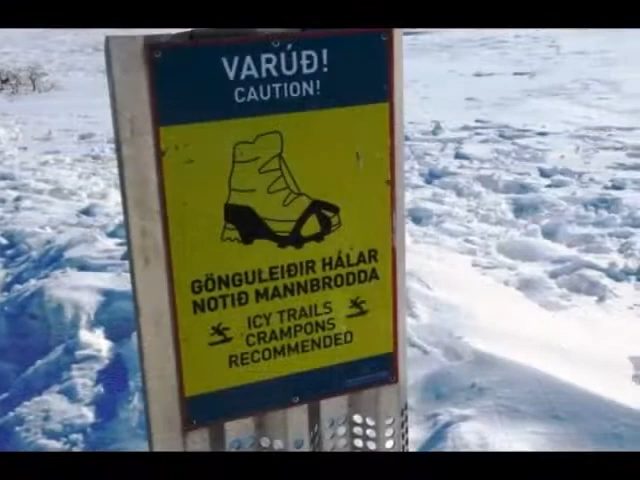 VARÚÐ!
CAUTION!
GÖNGULEIÐIR HÁLAR
NOTIÐ MANNBRODDA
ICY TRAILS
CRAMPONS
RECOMMENDED